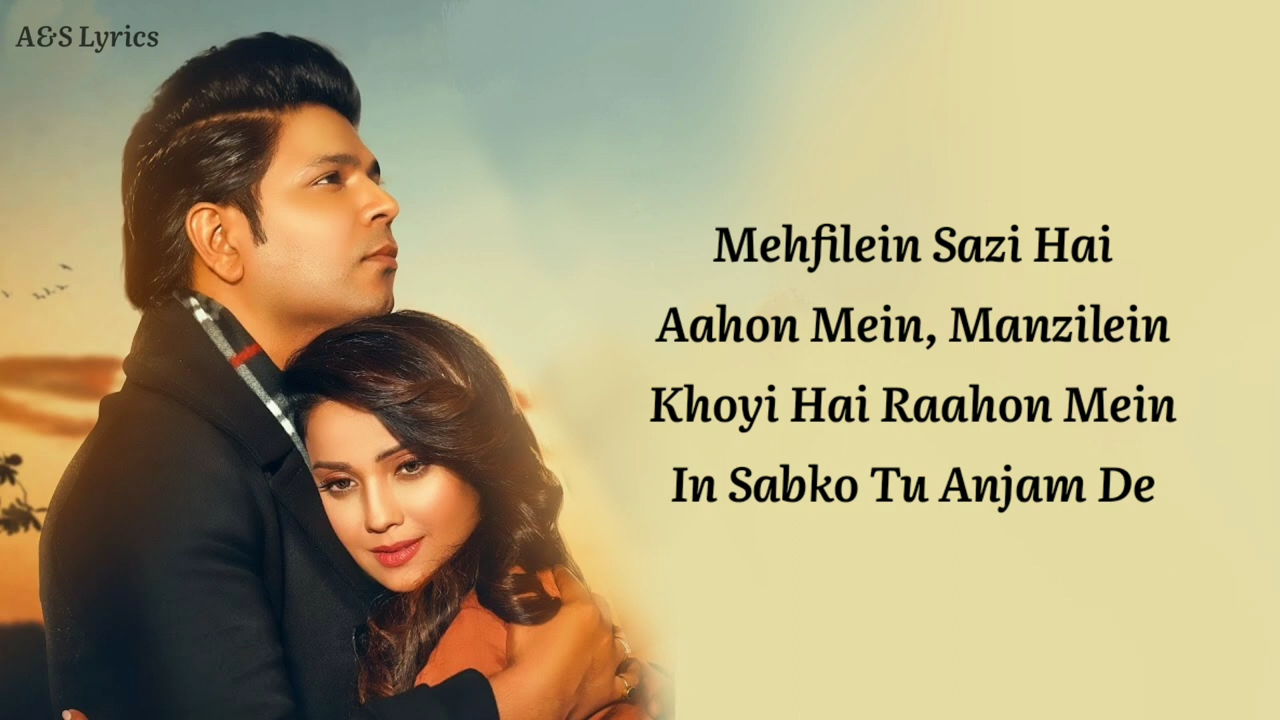 A&S Lyrics
Mehfilein Sazi Hai
Aahon Mein, Manzilein
Khoyi Hai Raahon Mein
In Sabko Tu Anjam De